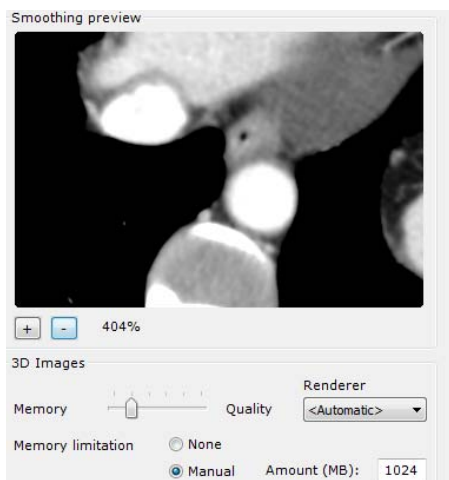 Smoothing preview
+ - 404%
3D Images
Renderer
Memory Quality <Automatic>
Memory limitation None
Manual Amount (MB): 1024